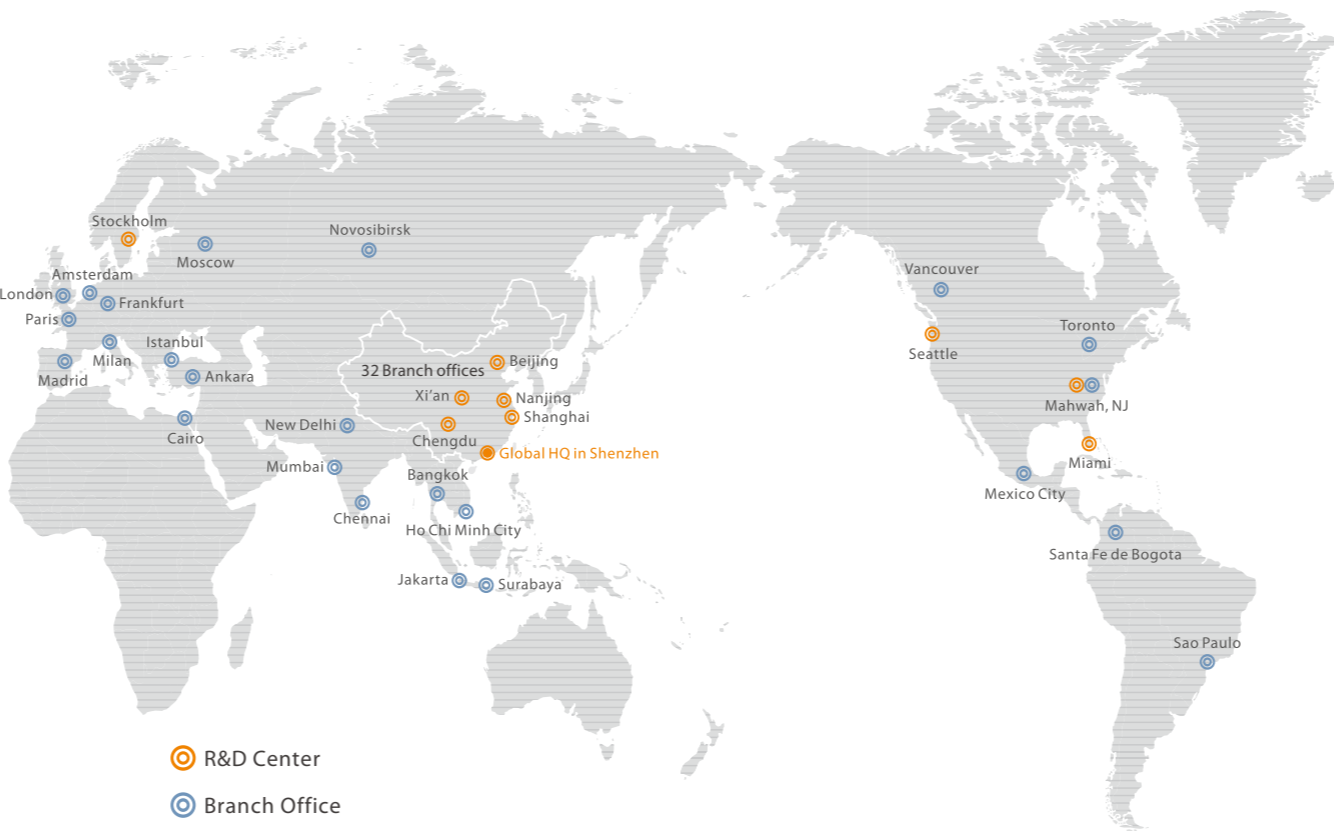 Stockholm
Moscow
Novosibirsk
Amsterdam
London
Frankfurt
Paris
Istanbul
Milan
Madrid
Ankara
Cairo
32 Branch offices
Beijing
Xi’an
Nanjing
Shanghai
Chengdu
Global HQ in Shenzhen
New Delhi
Mumbai
Chennai
Bangkok
Ho Chi Minh City
Jakarta
Surabaya
Vancouver
Seattle
Toronto
Mahwah, NJ
Miami
Mexico City
Santa Fe de Bogota
Sao Paulo
R&D Center
Branch Office